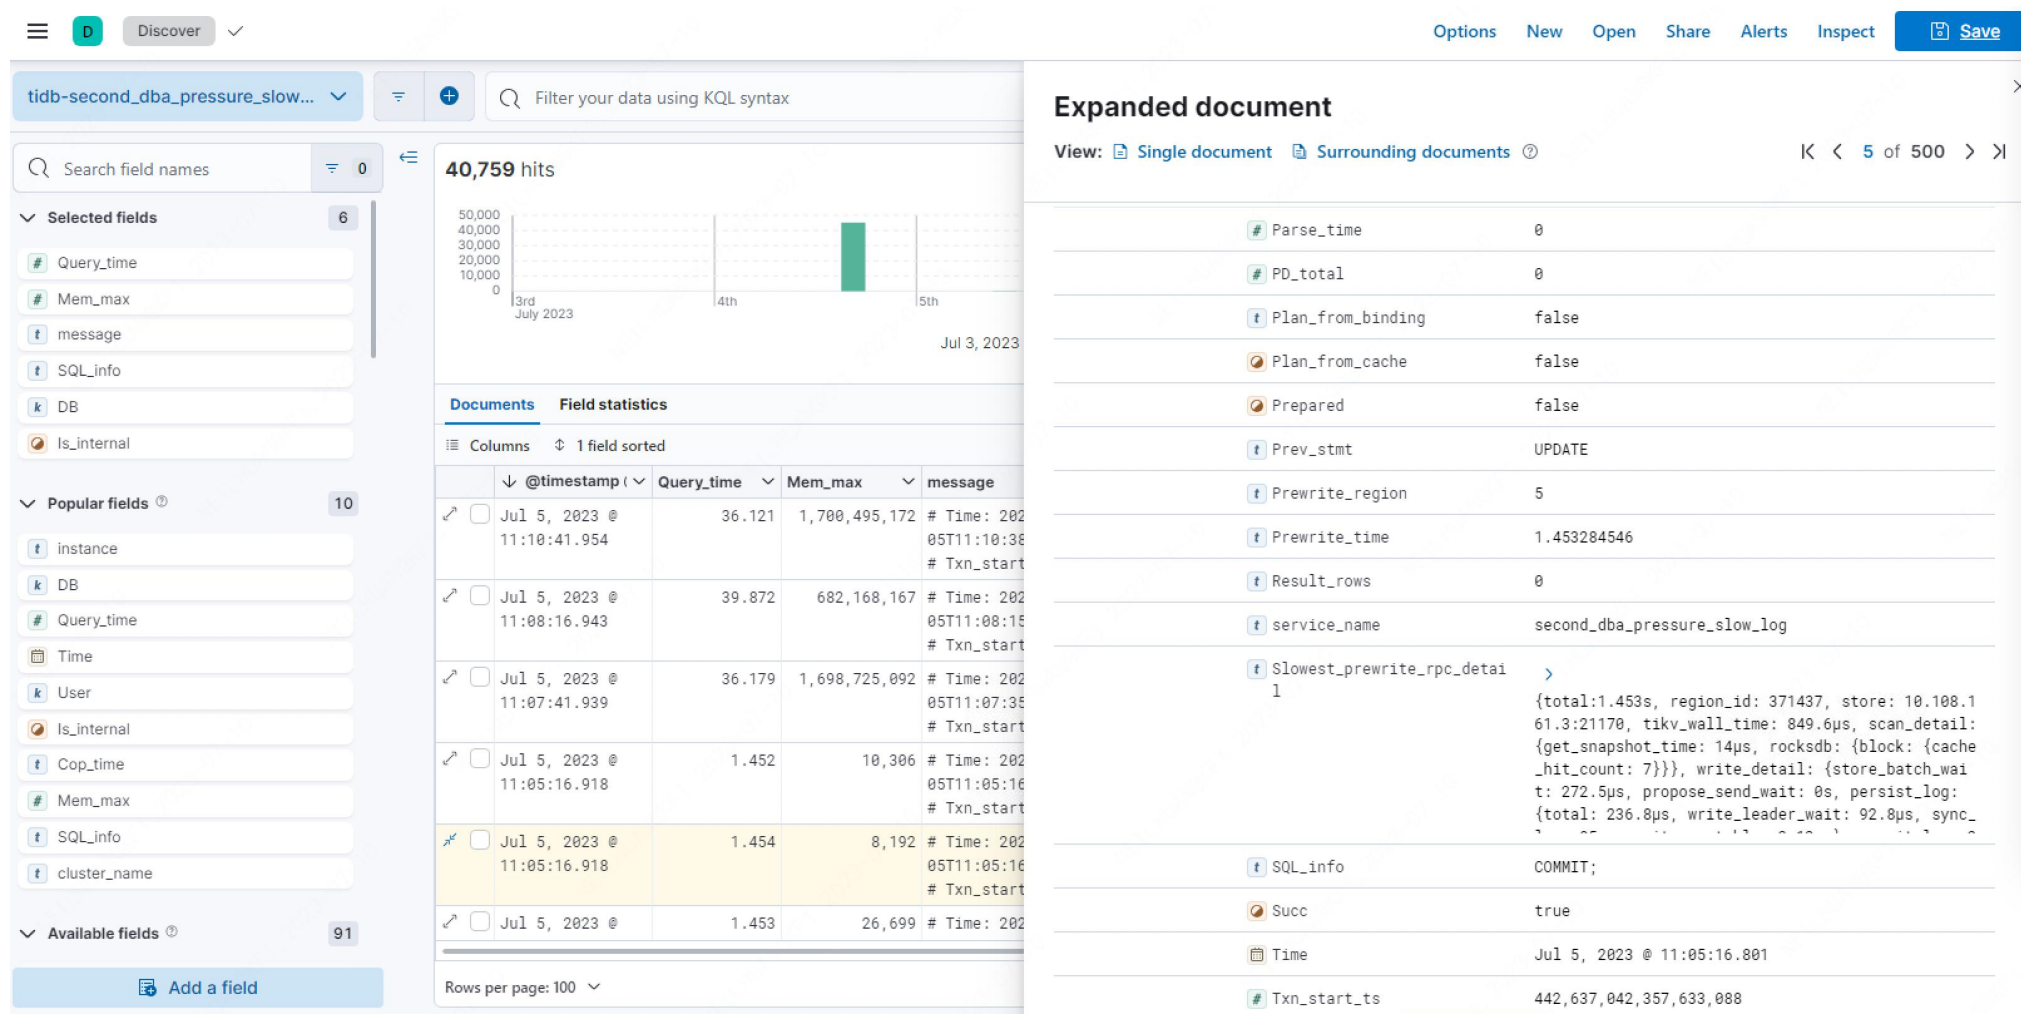 D Discover
Options New Open Share Alerts Inspect Save
tidb-second_dba_pressure_slow...
Filter your data using KQL syntax
Search field names 0
Selected fields 6
# Query_time
# Mem_max
t message
t SQL_info
k DB
Is_internal
Popular fields 10
t instance
k DB
# Query_time
Time
k User
Is_internal
t Cop_time
# Mem_max
t SQL_info
t cluster_name
Available fields 91
Add a field
40,759 hits
50,000
40,000
30,000
20,000
10,000
0
3rd 4th 5th
July 2023
Jul 3, 2023
Documents Field statistics
Columns 1 field sorted
@timestamp Query_time Mem_max message
Jul 5, 2023 @ 36.121 1,700,495,172 # Time: 202
11:10:41.954 05T11:10:38
# Txn_start
Jul 5, 2023 @ 39.872 682,168,167 # Time: 202
11:08:16.943 05T11:08:15
# Txn_start
Jul 5, 2023 @ 36.179 1,698,725,092 # Time: 202
11:07:41.939 05T11:07:35
# Txn_start
Jul 5, 2023 @ 1.452 10,306 # Time: 202
11:05:16.918 05T11:05:16
# Txn_start
Jul 5, 2023 @ 1.454 8,192 # Time: 202
11:05:16.918 05T11:05:16
# Txn_start
Jul 5, 2023 @ 1.453 26,699 # Time: 202
Rows per page: 100
Expanded document
View: Single document Surrounding documents 5 of 500
# Parse_time 0
# PD_total 0
t Plan_from_binding false
Plan_from_cache false
Prepared false
t Prev_stmt UPDATE
t Prewrite_region 5
t Prewrite_time 1.453284546
t Result_rows 0
t service_name second_dba_pressure_slow_log
t Slowest_prewrite_rpc_detai
l
{total:1.453s, region_id: 371437, store: 10.108.1
61.3:21170, tikv_wall_time: 849.6µs, scan_detail:
{get_snapshot_time: 14µs, rocksdb: {block: {cache
_hit_count: 7}}}, write_detail: {store_batch_wai
t: 272.5µs, propose_send_wait: 0s, persist_log:
{total: 236.8µs, write_leader_wait: 92.8µs, sync_
t SQL_info COMMIT;
Succ true
Time Jul 5, 2023 @ 11:05:16.801
# Txn_start_ts 442,637,042,357,633,088